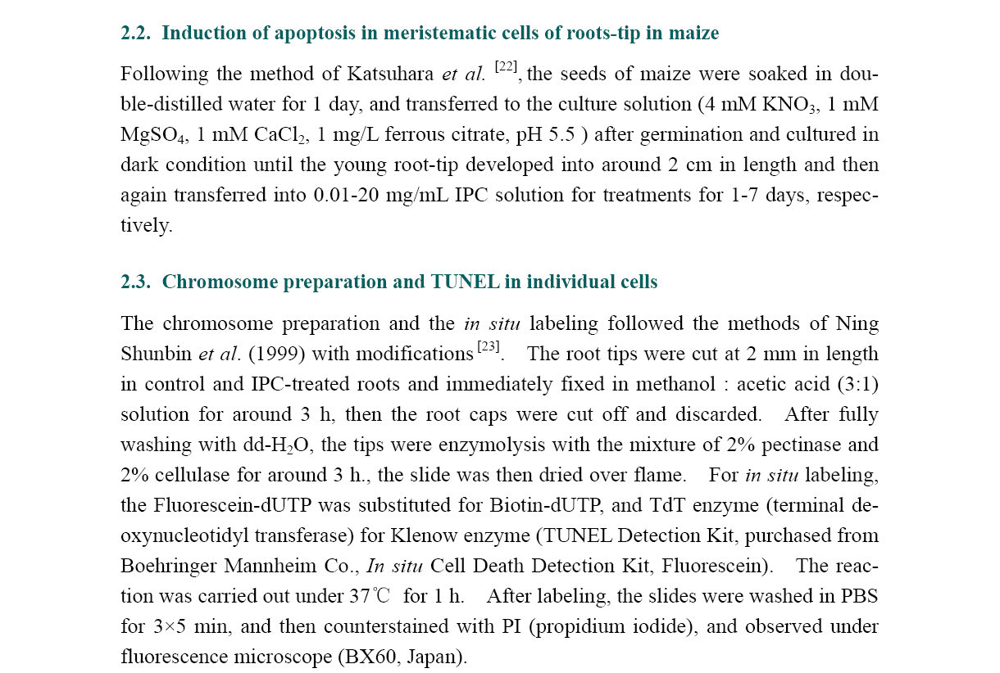 2.2. Induction of apoptosis in meristematic cells of roots-tip in maize
Following the method of Katsuhara et al. [22], the seeds of maize were soaked in dou-
ble-distilled water for 1 day, and transferred to the culture solution (4 mM KNO₃, 1 mM
MgSO₄, 1 mM CaCl₂, 1 mg/L ferrous citrate, pH 5.5 ) after germination and cultured in
dark condition until the young root-tip developed into around 2 cm in length and then
again transferred into 0.01-20 mg/mL IPC solution for treatments for 1-7 days, respec-
tively.
2.3. Chromosome preparation and TUNEL in individual cells
The chromosome preparation and the in situ labeling followed the methods of Ning
Shunbin et al. (1999) with modifications [23]. The root tips were cut at 2 mm in length
in control and IPC-treated roots and immediately fixed in methanol : acetic acid (3:1)
solution for around 3 h, then the root caps were cut off and discarded. After fully
washing with dd-H₂O, the tips were enzymolysis with the mixture of 2% pectinase and
2% cellulase for around 3 h., the slide was then dried over flame. For in situ labeling,
the Fluorescein-dUTP was substituted for Biotin-dUTP, and TdT enzyme (terminal de-
oxynucleotidyl transferase) for Klenow enzyme (TUNEL Detection Kit, purchased from
Boehringer Mannheim Co., In situ Cell Death Detection Kit, Fluorescein). The reac-
tion was carried out under 37℃ for 1 h. After labeling, the slides were washed in PBS
for 3×5 min, and then counterstained with PI (propidium iodide), and observed under
fluorescence microscope (BX60, Japan).